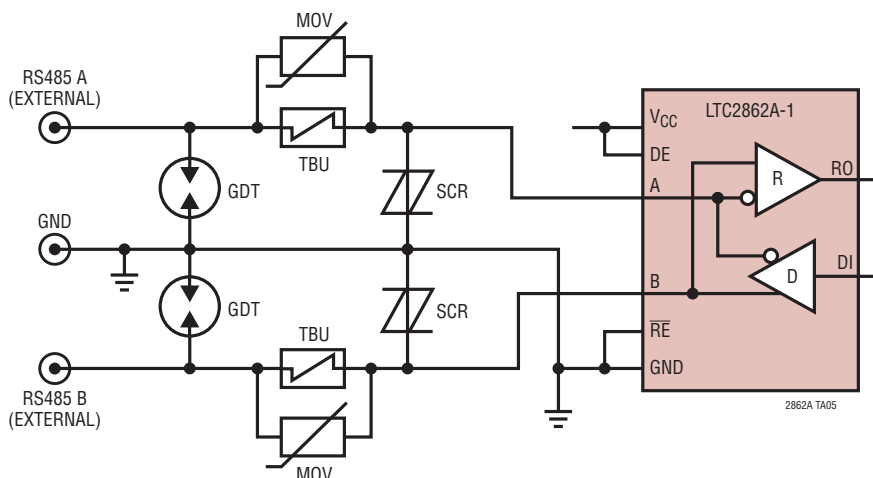 MOV
RS485 A
(EXTERNAL)
TBU
GDT
SCR
GND
GDT
SCR
TBU
RS485 B
(EXTERNAL)
MOV
LTC2862A-1
VCC
DE
A
R
RO
D
DI
B
RE
GND
2862A TA05